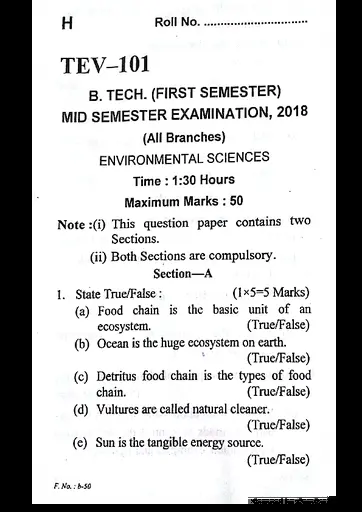 H Roll No. ................................
TEV–101
B. TECH. (FIRST SEMESTER)
MID SEMESTER EXAMINATION, 2018
(All Branches)
ENVIRONMENTAL SCIENCES
Time : 1:30 Hours
Maximum Marks : 50
Note :(i) This question paper contains two
Sections.
(ii) Both Sections are compulsory.
Section—A
1. State True/False : (1×5=5 Marks)
(a) Food chain is the basic unit of an
ecosystem. (True/False)
(b) Ocean is the huge ecosystem on earth.
(True/False)
(c) Detritus food chain is the types of food
chain. (True/False)
(d) Vultures are called natural cleaner.
(True/False)
(e) Sun is the tangible energy source.
(True/False)
F. No. : b-50